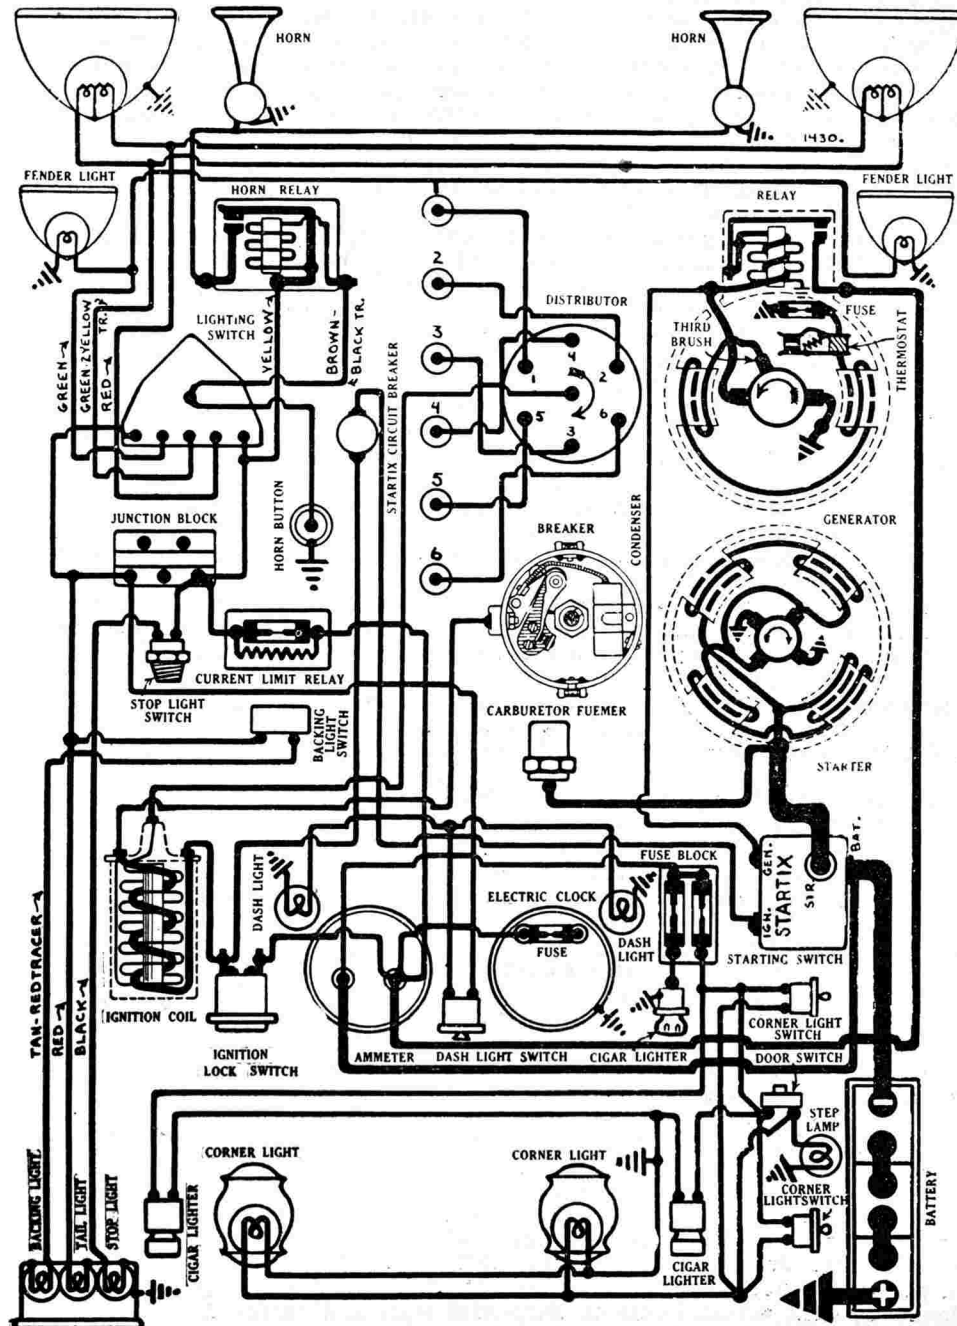 HORN
HORN
1430.
FENDER LIGHT
HORN RELAY
RELAY
FENDER LIGHT
1
2
3
4
5
6
LIGHTING
SWITCH
YELLOW
BROWN-
BLACK TR.
GREEN
GREEN-2 YELLOW
TR.
RED
STARTIX CIRCUIT BREAKER
DISTRIBUTOR
4
1
2
5
6
3
THIRD
BRUSH
FUSE
THERMOSTAT
JUNCTION BLOCK
HORN BUTTON
BREAKER
CONDENSER
GENERATOR
CURRENT LIMIT RELAY
STOP LIGHT
SWITCH
BACKING
LIGHT
SWITCH
CARBURETOR FUEMER
STARTER
DASH LIGHT
FUSE BLOCK
BAT.
GEN.
IGH.
STARTIX
STR
ELECTRIC CLOCK
FUSE
DASH
LIGHT
STARTING SWITCH
TAN-REDTRACER
RED
BLACK
IGNITION COIL
IGNITION
LOCK SWITCH
AMMETER
DASH LIGHT SWITCH
CIGAR LIGHTER
CORNER LIGHT
SWITCH
DOOR SWITCH
STEP
LAMP
CORNER
LIGHTSWITCH
BATTERY
CORNER LIGHT
CORNER LIGHT
BACKING LIGHT
TAIL LIGHT
STOP LIGHT
CIGAR LIGHTER
CIGAR
LIGHTER